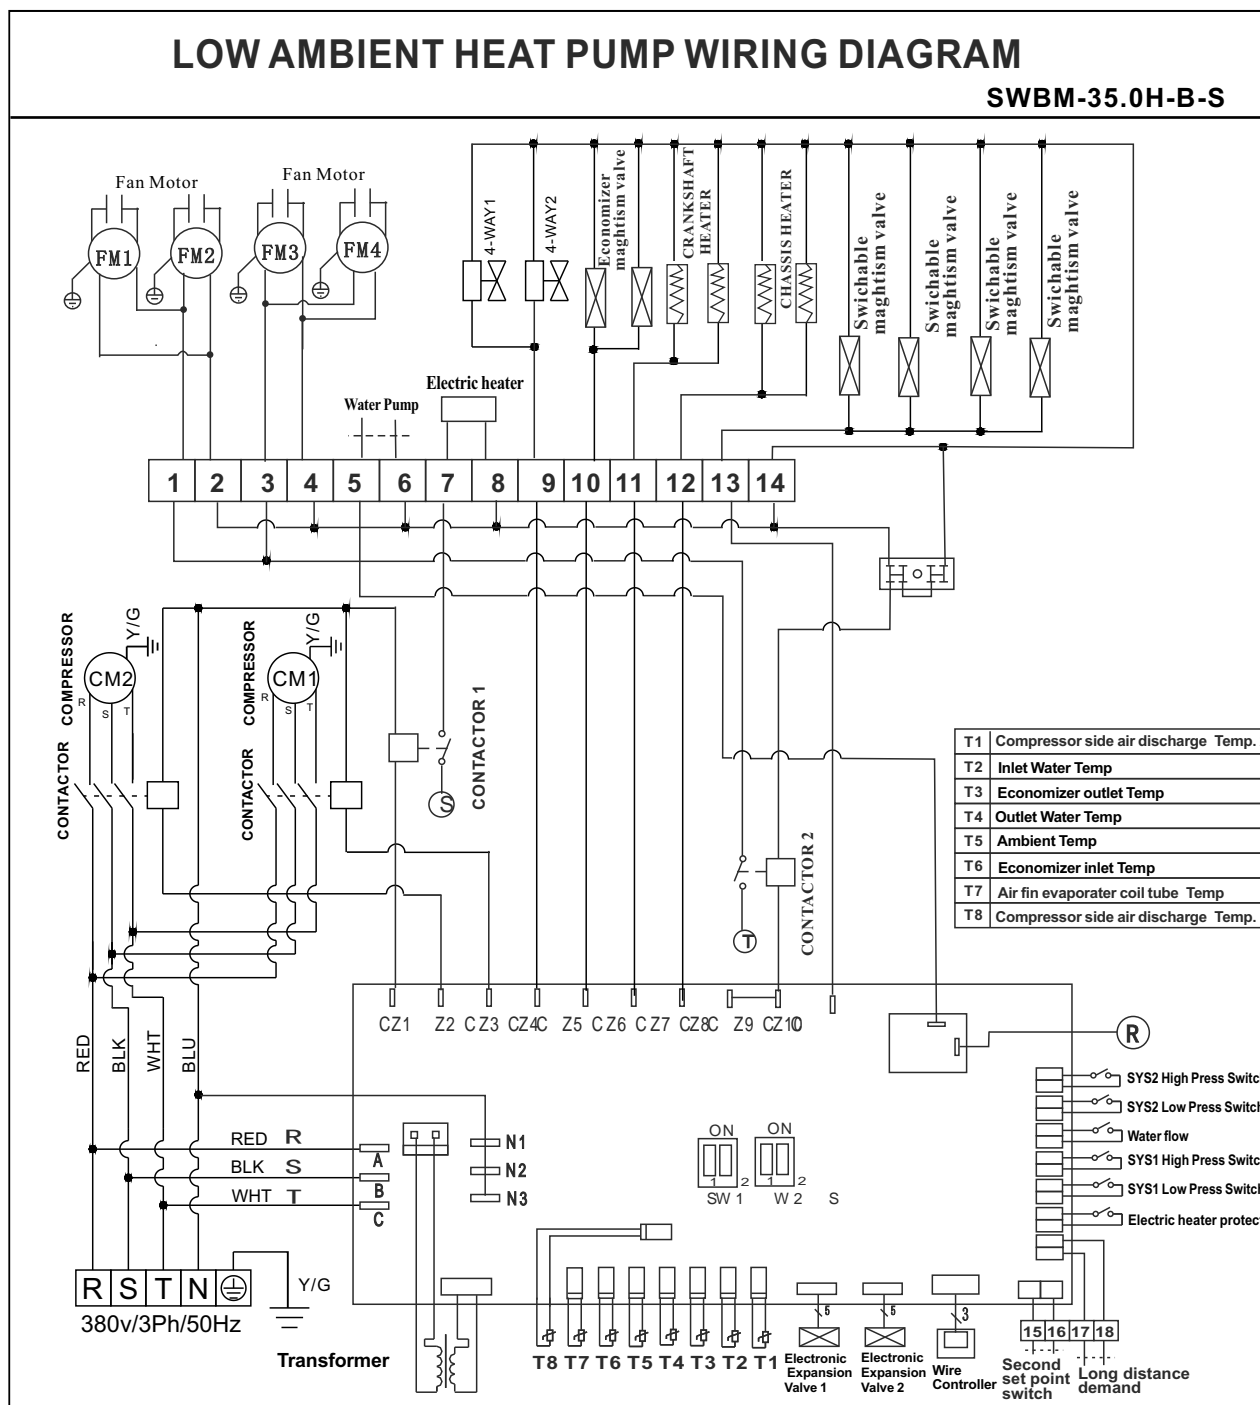 LOW AMBIENT HEAT PUMP WIRING DIAGRAM
SWBM-35.0H-B-S
Fan Motor
Fan Motor
FM1
FM2
FM3
FM4
4-WAY1
4-WAY2
Economizer
maghtism valve
CRANKSHAFT
HEATER
CHASSIS HEATER
Swichable
maghtism valve
Swichable
maghtism valve
Swichable
maghtism valve
Swichable
maghtism valve
Water Pump
Electric heater
1 2 3 4 5 6 7 8 9 10 11 12 13 14
COMPRESSOR
CM2
Y/G
R
S
T
COMPRESSOR
CM1
Y/G
R
S
T
CONTACTOR
CONTACTOR
CONTACTOR 1
S
CONTACTOR 2
T
T1 Compressor side air discharge Temp.
T2 Inlet Water Temp
T3 Economizer outlet Temp
T4 Outlet Water Temp
T5 Ambient Temp
T6 Economizer inlet Temp
T7 Air fin evaporater coil tube Temp
T8 Compressor side air discharge Temp.
CZ1 Z2 C Z3 CZ4C Z5 C Z6 C Z7 CZ8C Z9 CZ10
R
RED
BLK
WHT
BLU
RED R
BLK S
WHT T
A
B
C
N1
N2
N3
ON
1 2
SW 1
ON
1 2
W 2
S
SYS2 High Press Switc
SYS2 Low Press Switch
Water flow
SYS1 High Press Switc
SYS1 Low Press Switch
Electric heater protec
R S T N
380v/3Ph/50Hz
Y/G
Transformer
T8 T7 T6 T5 T4 T3 T2 T1
5
Electronic
Expansion
Valve 1
5
Electronic
Expansion
Valve 2
3
Wire
Controller
15 16 17 18
Second
set point
switch
Long distance
demand